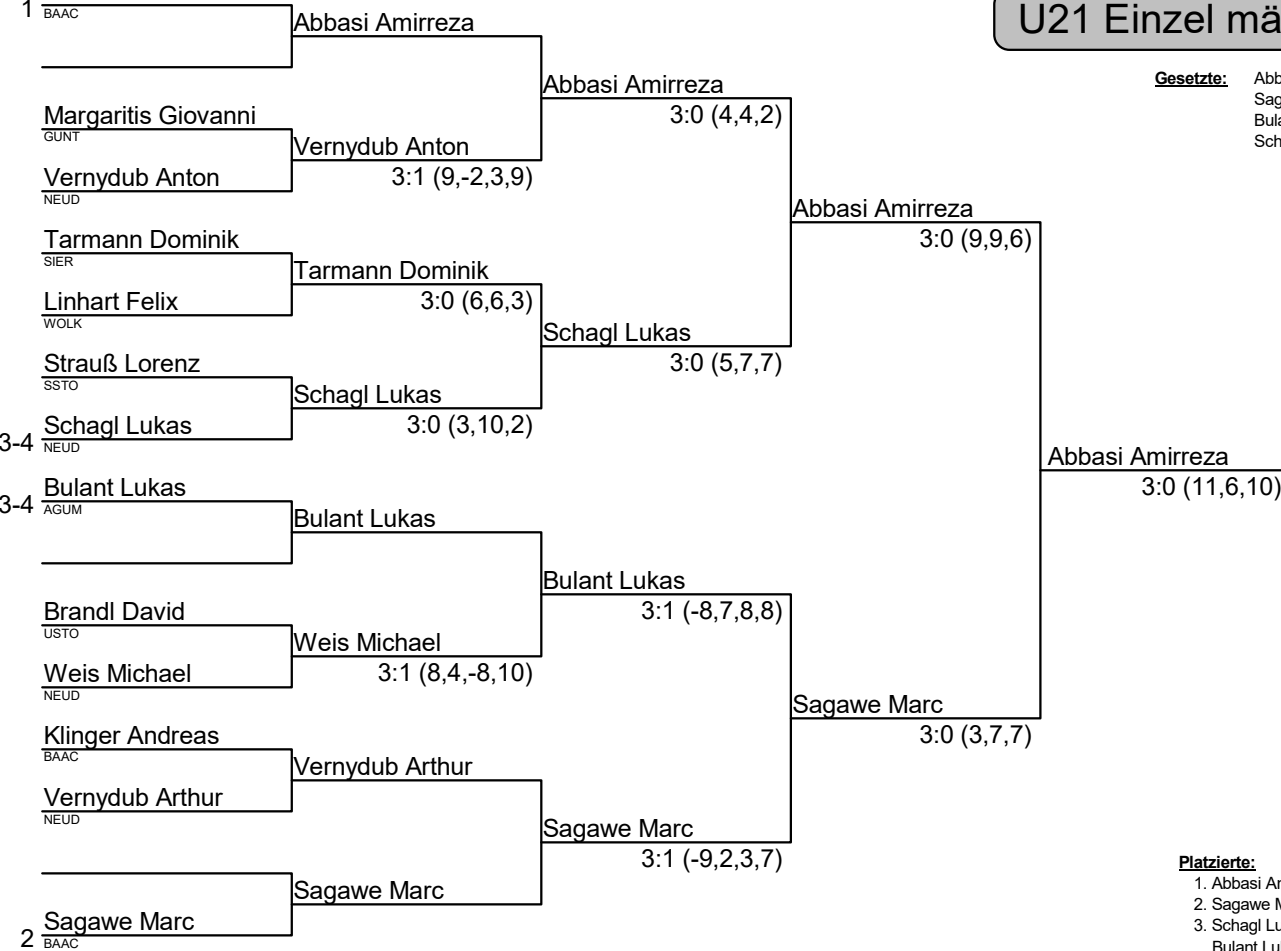 U21 Einzel mä
Gesetzte: Abb
Sag
Bula
Sch
1 BAAC
Abbasi Amirreza
Abbasi Amirreza
3:0 (4,4,2)
Margaritis Giovanni
GUNT
Vernydub Anton
3:1 (9,-2,3,9)
Vernydub Anton
NEUD
Abbasi Amirreza
3:0 (9,9,6)
Tarmann Dominik
SIER
Tarmann Dominik
3:0 (6,6,3)
Linhart Felix
WOLK
Schagl Lukas
3:0 (5,7,7)
Strauß Lorenz
SSTO
Schagl Lukas
3:0 (3,10,2)
3-4 Schagl Lukas
NEUD
Abbasi Amirreza
3:0 (11,6,10)
3-4 Bulant Lukas
AGUM
Bulant Lukas
Bulant Lukas
3:1 (-8,7,8,8)
Brandl David
USTO
Weis Michael
3:1 (8,4,-8,10)
Weis Michael
NEUD
Sagawe Marc
3:0 (3,7,7)
Klinger Andreas
BAAC
Vernydub Arthur
Vernydub Arthur
NEUD
Sagawe Marc
3:1 (-9,2,3,7)
Sagawe Marc
2 Sagawe Marc
BAAC
Platzierte:
1. Abbasi Am
2. Sagawe M
3. Schagl Lu
Bulant Lu